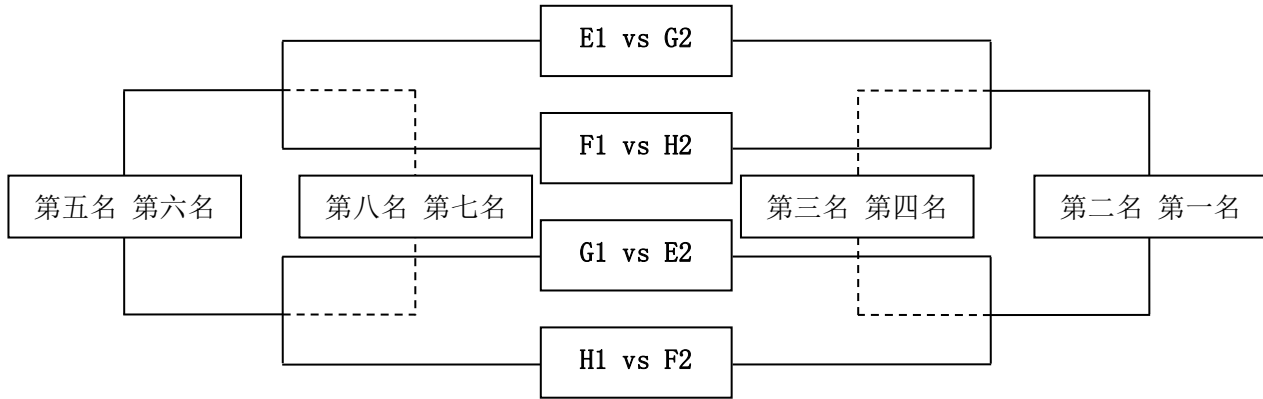 E1 vs G2
F1 vs H2
第五名 第六名
第八名 第七名
第三名 第四名
第二名 第一名
G1 vs E2
H1 vs F2